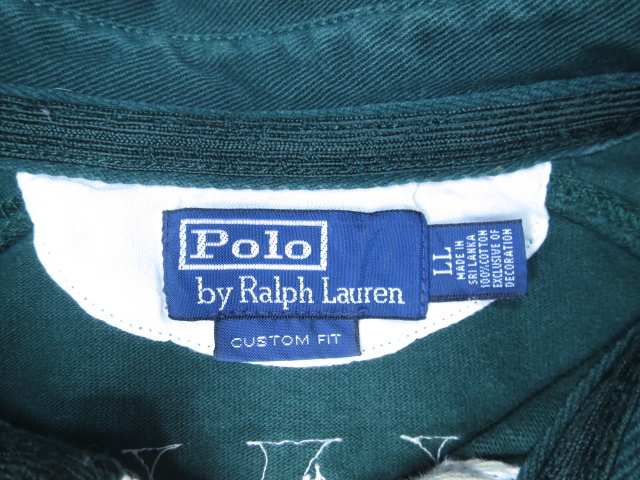 Polo
by Ralph Lauren
CUSTOM FIT
LL
MADE IN
SRI LANKA
100% COTTON
EXCLUSIVE OF
DECORATION